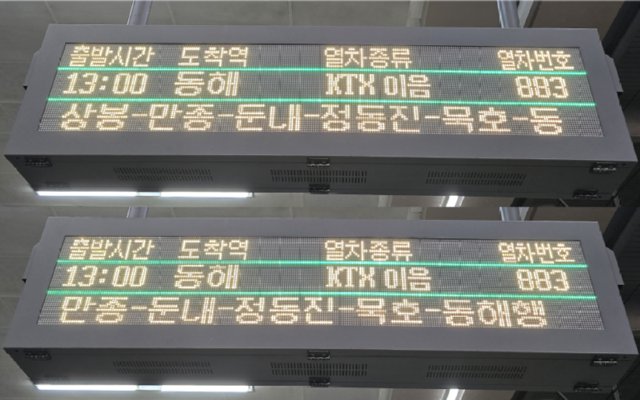 출발시간 도착역 열차종류 열차번호
13:00 동해 KTX 이음 883
상봉-만종-둔내-정동진-묵호-동
출발시간 도착역 열차종류 열차번호
13:00 동해 KTX 이음 883
만종-둔내-정동진-묵호-동해행